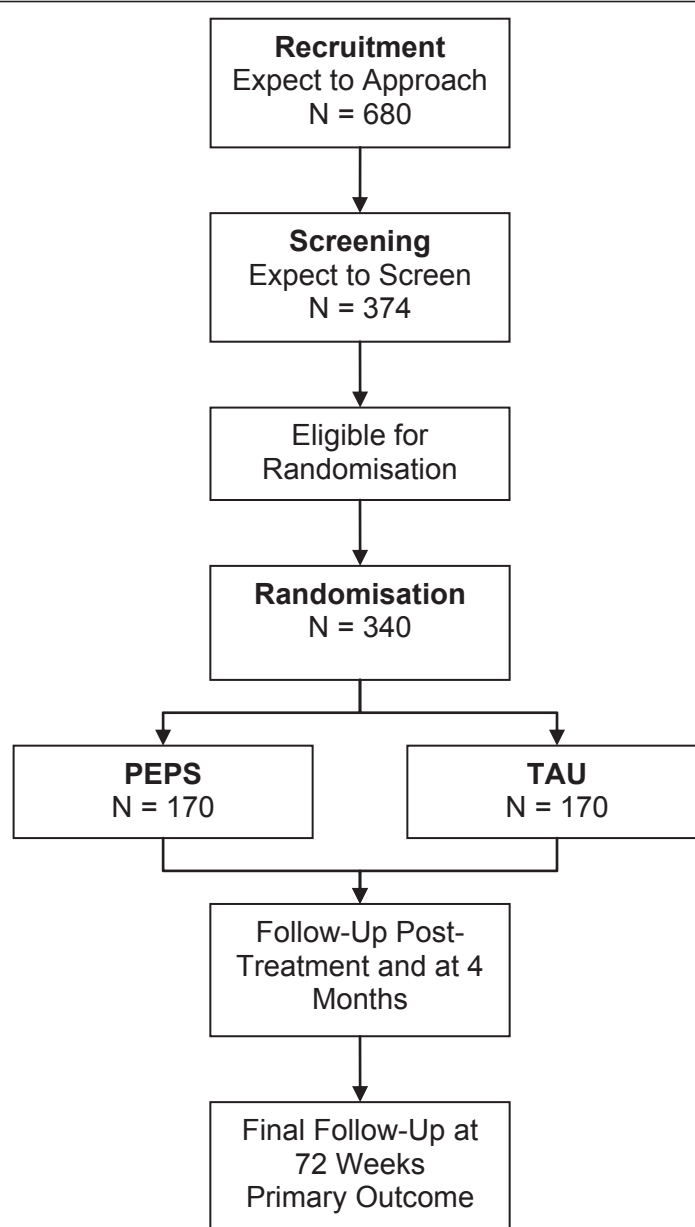 Recruitment
Expect to Approach
N = 680
Screening
Expect to Screen
N = 374
Eligible for
Randomisation
Randomisation
N = 340
PEPS
N = 170
TAU
N = 170
Follow-Up Post-
Treatment and at 4
Months
Final Follow-Up at
72 Weeks
Primary Outcome